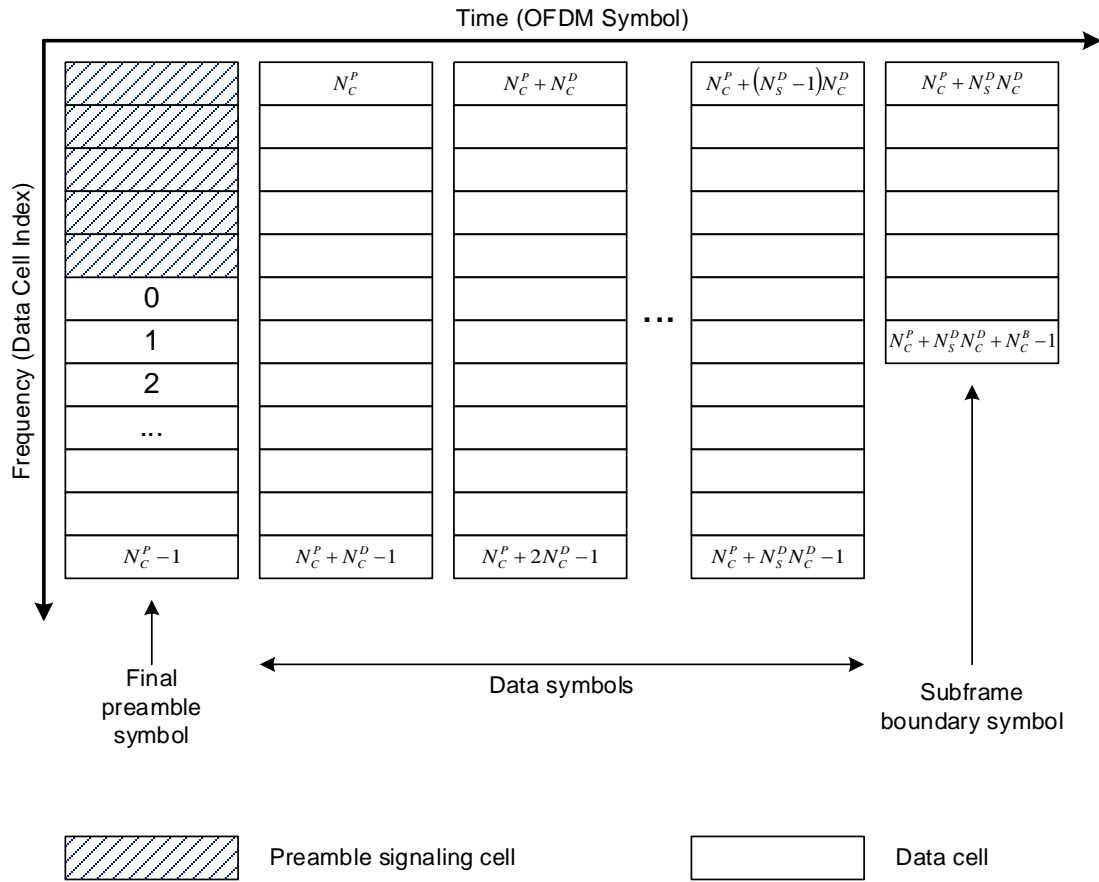 Time (OFDM Symbol)
Frequency (Data Cell Index)
$N_C^P$ $N_C^P + N_C^D$ $N_C^P + (N_S^D - 1)N_C^D$ $N_C^P + N_S^D N_C^D$
0
1
2
...
...
$N_C^P + N_S^D N_C^D + N_C^B - 1$
$N_C^P - 1$ $N_C^P + N_C^D - 1$ $N_C^P + 2N_C^D - 1$ $N_C^P + N_S^D N_C^D - 1$
Final
preamble
symbol
Data symbols
Subframe
boundary symbol
Preamble signaling cell
Data cell